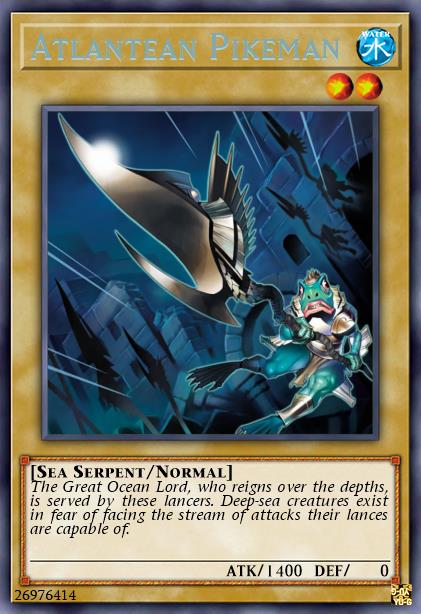 Atlantean Pikeman
WATER
水
[Sea Serpent/Normal]
The Great Ocean Lord, who reigns over the depths,
is served by these lancers. Deep-sea creatures exist
in fear of facing the stream of attacks their lances
are capable of.
ATK/1400 DEF/ 0
26976414